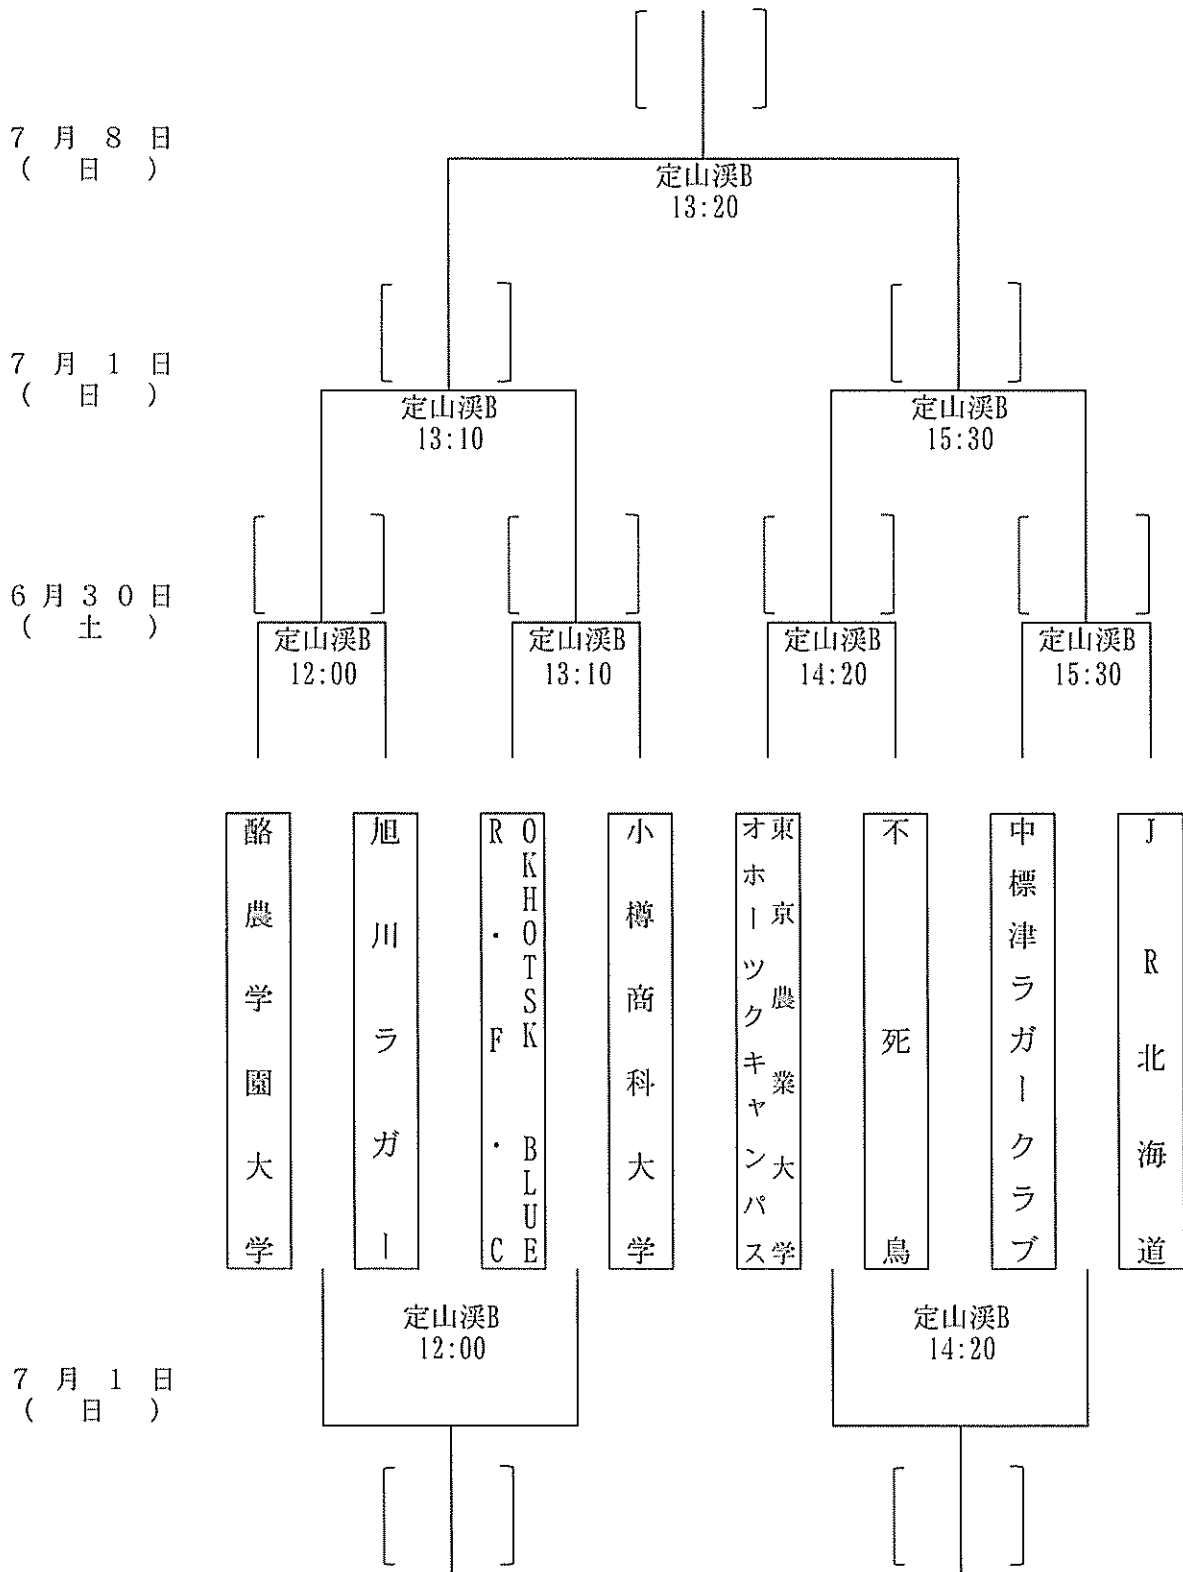 7月8日
(日)
定山渓B
13:20
7月1日
(日)
定山渓B
13:10
定山渓B
15:30
6月30日
(土)
定山渓B
12:00
定山渓B
13:10
定山渓B
14:20
定山渓B
15:30
酪農学園大学
旭川ラガー
OKHOTSK BLUE
R・F・C
小樽商科大学
東京農業大学
オホーツクキャンパス
不死鳥
中標津ラガークラブ
JR北海道
定山渓B
12:00
定山渓B
14:20
7月1日
(日)